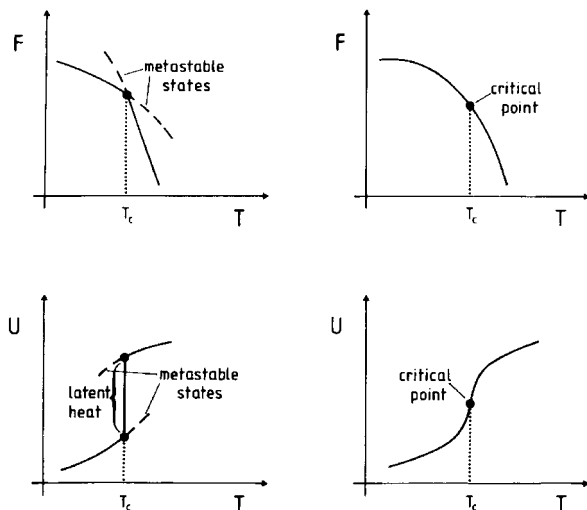 F
metastable
states
T_c
T
F
critical
point
T_c
T
U
latent
heat
metastable
states
T_c
T
U
critical
point
T_c
T